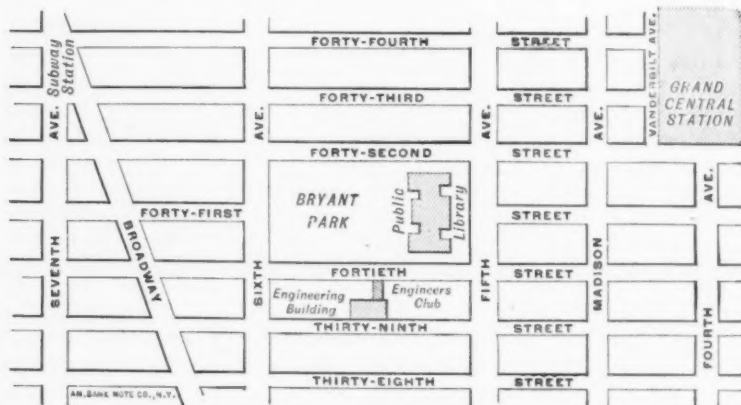 FORTY-FOURTH STREET
Subway
Station
VANDERBILT AVE.
GRAND
CENTRAL
STATION
FORTY-THIRD STREET
AVE.
AVE.
AVE.
AVE.
FORTY-SECOND STREET
AVE.
BRYANT
PARK
Public
Library
FORTY-FIRST STREET
BROADWAY
SEVENTH
SIXTH
FIFTH
MADISON
FORTIETH STREET
Engineering
Building
Engineers
Club
THIRTY-NINTH STREET
FOURTH
THIRTY-EIGHTH STREET
AM. BANK NOTE CO., N.Y.